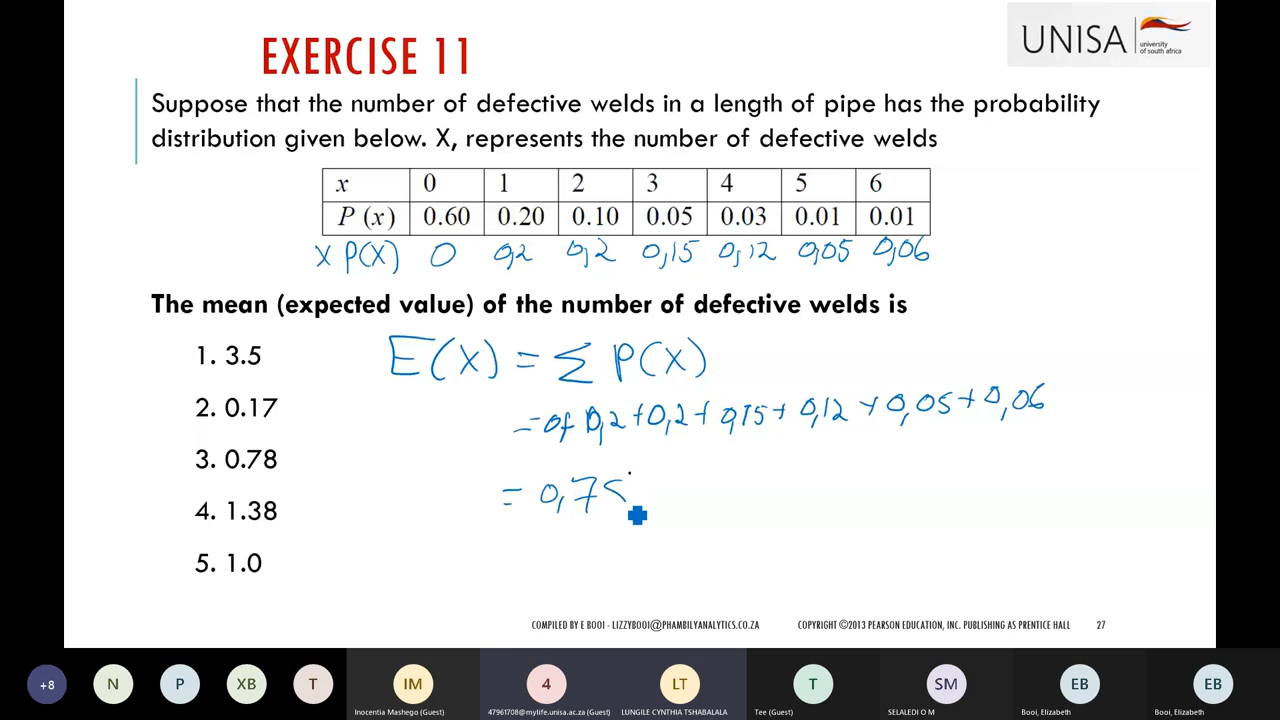 EXERCISE 11
UNISA university of south africa
Suppose that the number of defective welds in a length of pipe has the probability
distribution given below. X, represents the number of defective welds
x 0 1 2 3 4 5 6
P (x) 0.60 0.20 0.10 0.05 0.03 0.01 0.01
X P(X) 0 0,2 0,2 0,15 0,12 0,05 0,06
The mean (expected value) of the number of defective welds is
E(X) = Σ P(X)
1. 3.5
= 0+ 0,2 + 0,2 + 0,15 + 0,12 + 0,05 + 0,06
2. 0.17
3. 0.78
= 0,7
4. 1.38
5. 1.0
COMPILED BY E BOOI - LIZZYBOOI@PHAMBILYANALYTICS.CO.ZA COPYRIGHT ©2013 PEARSON EDUCATION, INC. PUBLISHING AS PRENTICE HALL 27
+8 N P XB T IM 4 LT T SM EB EB
Inocentia Mashego (Guest) 47961708@mylife.unisa.ac.za (Guest) LUNGILE CYNTHIA TSHABALALA Tee (Guest) SELALEDI O M Booi, Elizabeth Booi, Elizabeth